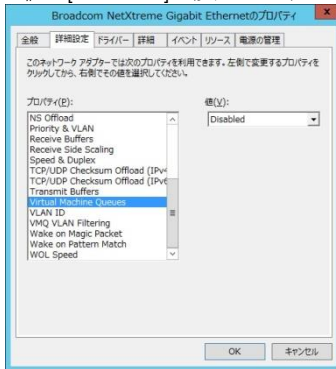 Broadcom NetXtreme Gigabit Ethernetのプロパティ
x
全般 詳細設定 ドライバー 詳細 イベント リソース 電源の管理
このネットワーク アダプターでは次のプロパティを利用できます。左側で変更するプロパティを
クリックしてから、右側でその値を選択してください。
プロパティ(P):
値(V):
NS Offload
Priority & VLAN
Receive Buffers
Receive Side Scaling
Speed & Duplex
TCP/UDP Checksum Offload (IPv4
TCP/UDP Checksum Offload (IPv6
Transmit Buffers
Virtual Machine Queues
VLAN ID
VMQ VLAN Filtering
Wake on Magic Packet
Wake on Pattern Match
WOL Speed
Disabled
OK
キャンセル